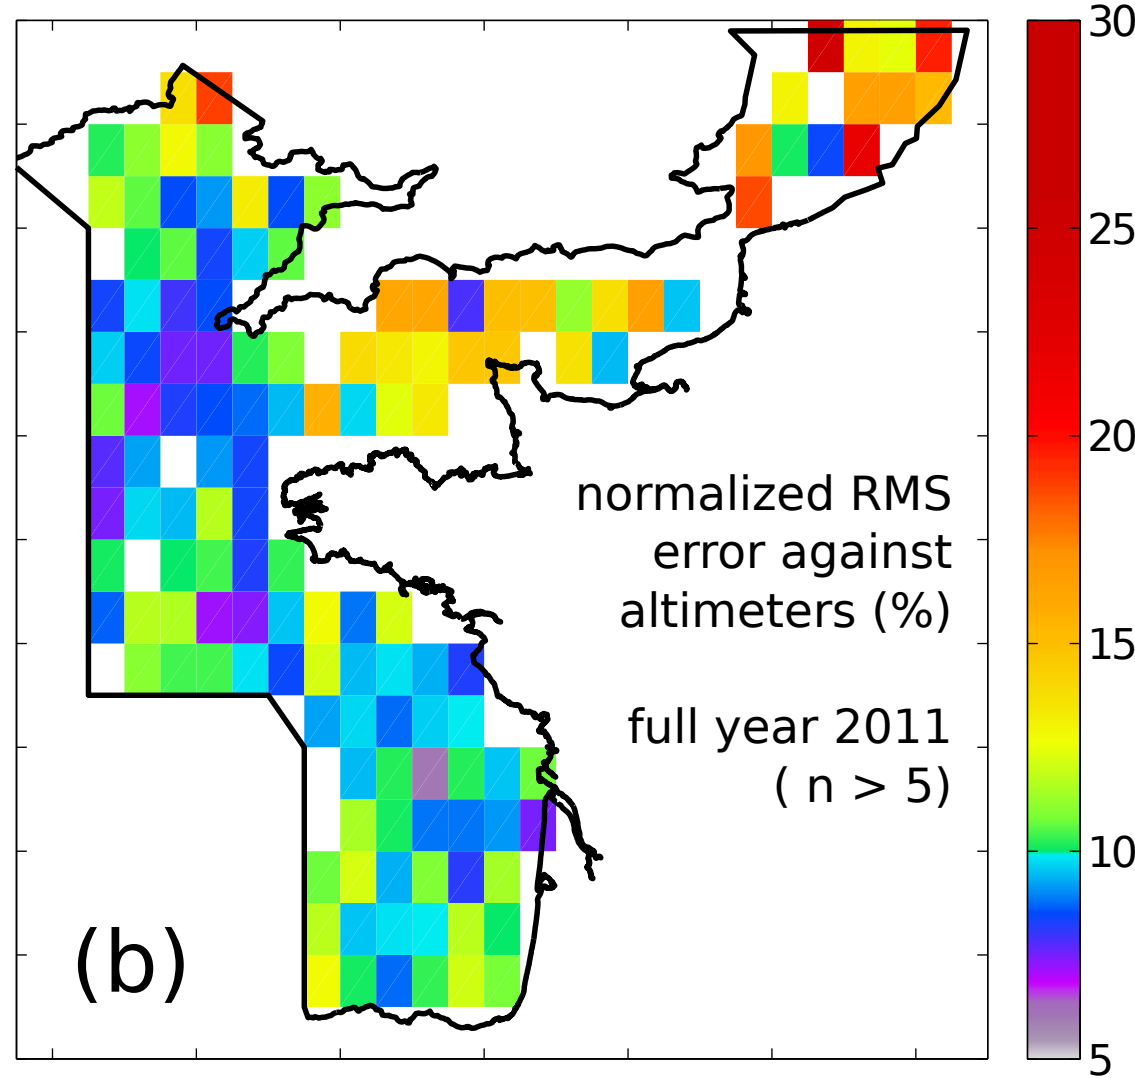 30
25
20
15
10
5
normalized RMS
error against
altimeters (%)
full year 2011
( n > 5)
(b)